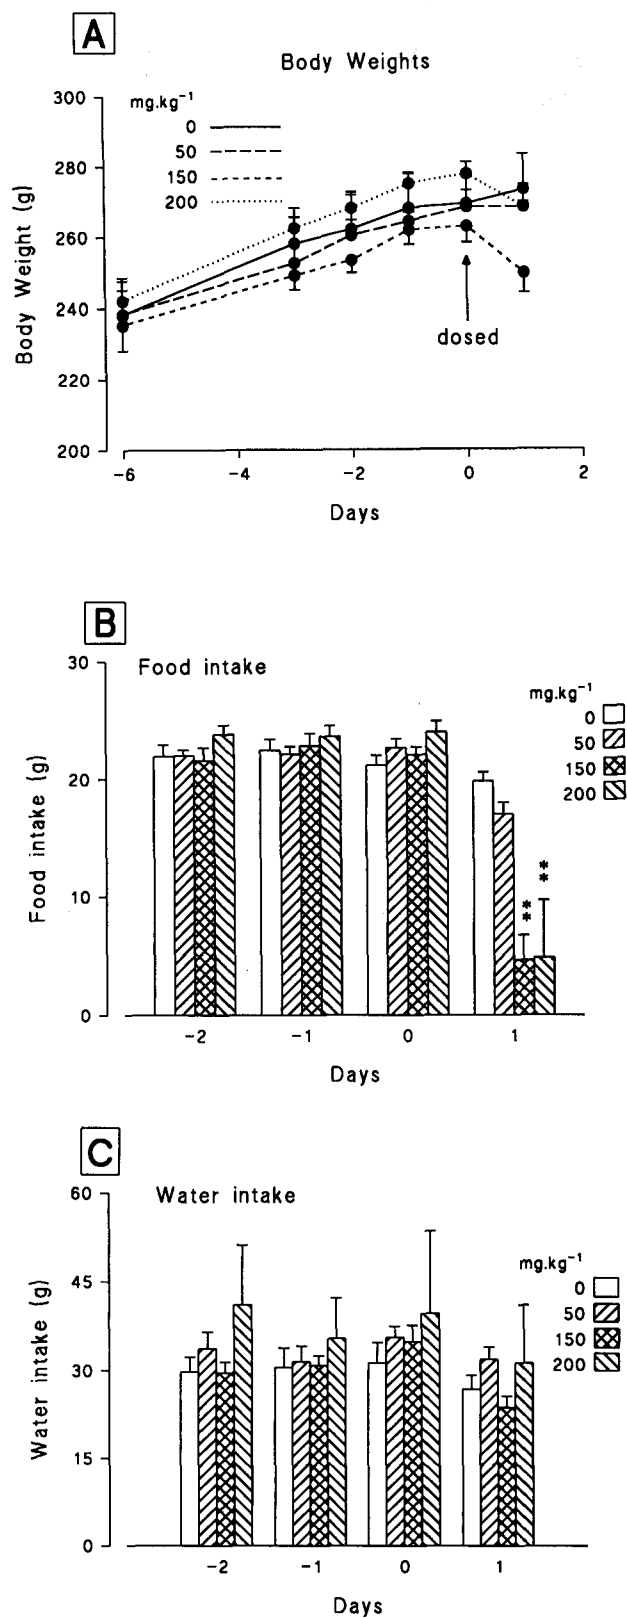 A
Body Weights
mg.kg⁻¹
0
50
150
200
300
280
260
240
220
200
Body Weight (g)
dosed
-6 -4 -2 0 2
Days
B
Food intake
mg.kg⁻¹
0
50
150
200
30
20
10
0
Food intake (g)
**
**
-2 -1 0 1
Days
C
Water intake
mg.kg⁻¹
0
50
150
200
60
45
30
15
0
Water intake (g)
-2 -1 0 1
Days